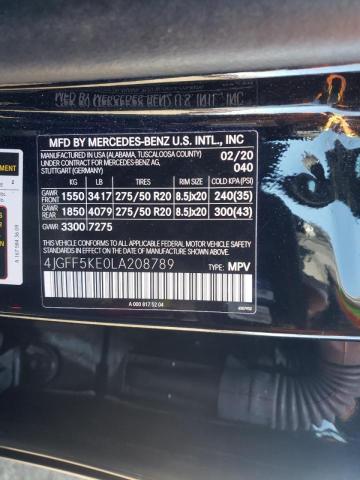 MFD BY MERCEDES-BENZ U.S. INTL., INC
MANUFACTURED IN USA (ALABAMA, TUSCALOOSA COUNTY) 02/20
UNDER CONTRACT FOR MERCEDES-BENZ AG, 040
STUTTGART (GERMANY)
KG LB TIRES RIMS COLD KPA(PSI)
GAWR FRONT 1550 3417 275/50 R20 8.5Jx20 240(35)
GAWR REAR 1850 4079 275/50 R20 8.5Jx20 300(43)
GVWR 3300 7275
THIS VEHICLE CONFORMS TO ALL APPLICABLE FEDERAL MOTOR VEHICLE SAFETY AND THEFT PREVENTION STANDARDS IN EFFECT ON THE DATE OF MANUFACTURE SHOWN ABOVE.
4JGFF5KE0LA208789 TYPE: MPV
A 000 817 52 04